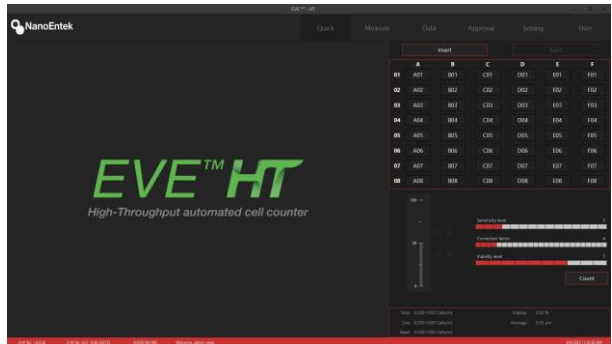 EVE™ HT
NanoEntek
Quick Measure Data Approval Setting User
Insert Eject
A B C D E F
01 A01 B01 C01 D01 E01 F01
02 A02 B02 C02 D02 E02 F02
03 A03 B03 C03 D03 E03 F03
04 A04 B04 C04 D04 E04 F04
05 A05 B05 C05 D05 E05 F05
06 A06 B06 C06 D06 E06 F06
07 A07 B07 C07 D07 E07 F07
08 A08 B08 C08 D08 E08 F08
EVE™ HT
High-Throughput automated cell counter
Sensitivity level
Correction factor
Viability level
Count
Total
Viability
Live
Average
Dead